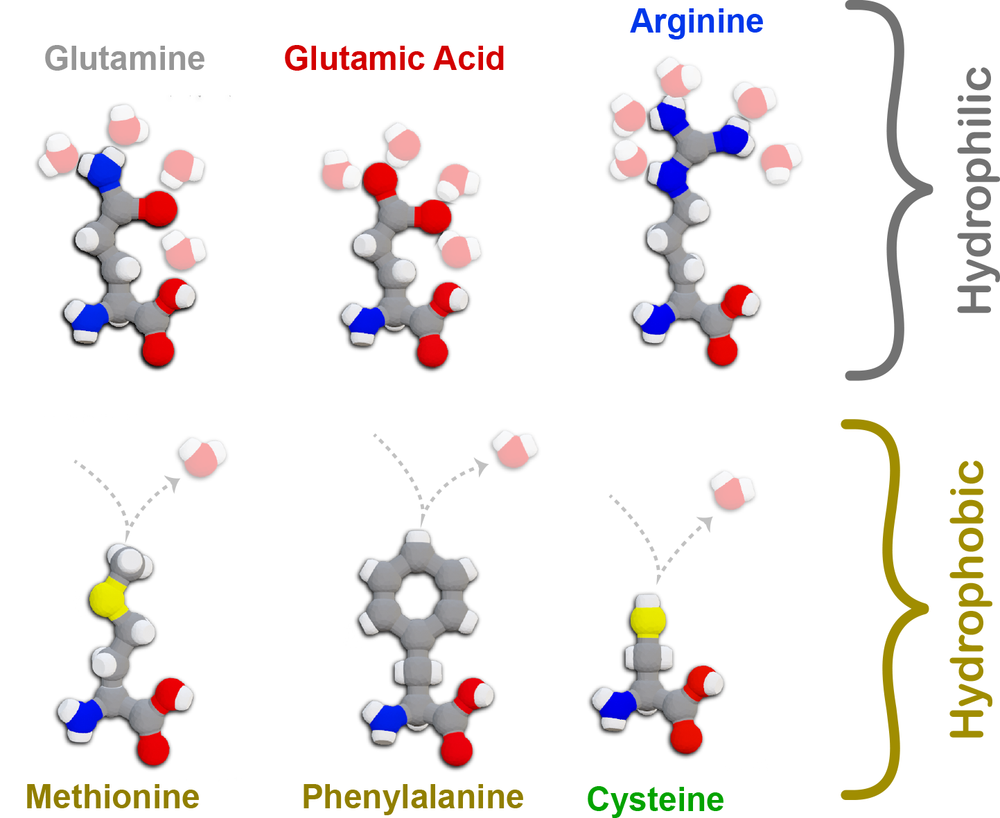 Arginine
Glutamine
Glutamic Acid
Hydrophilic
Hydrophobic
Methionine
Phenylalanine
Cysteine